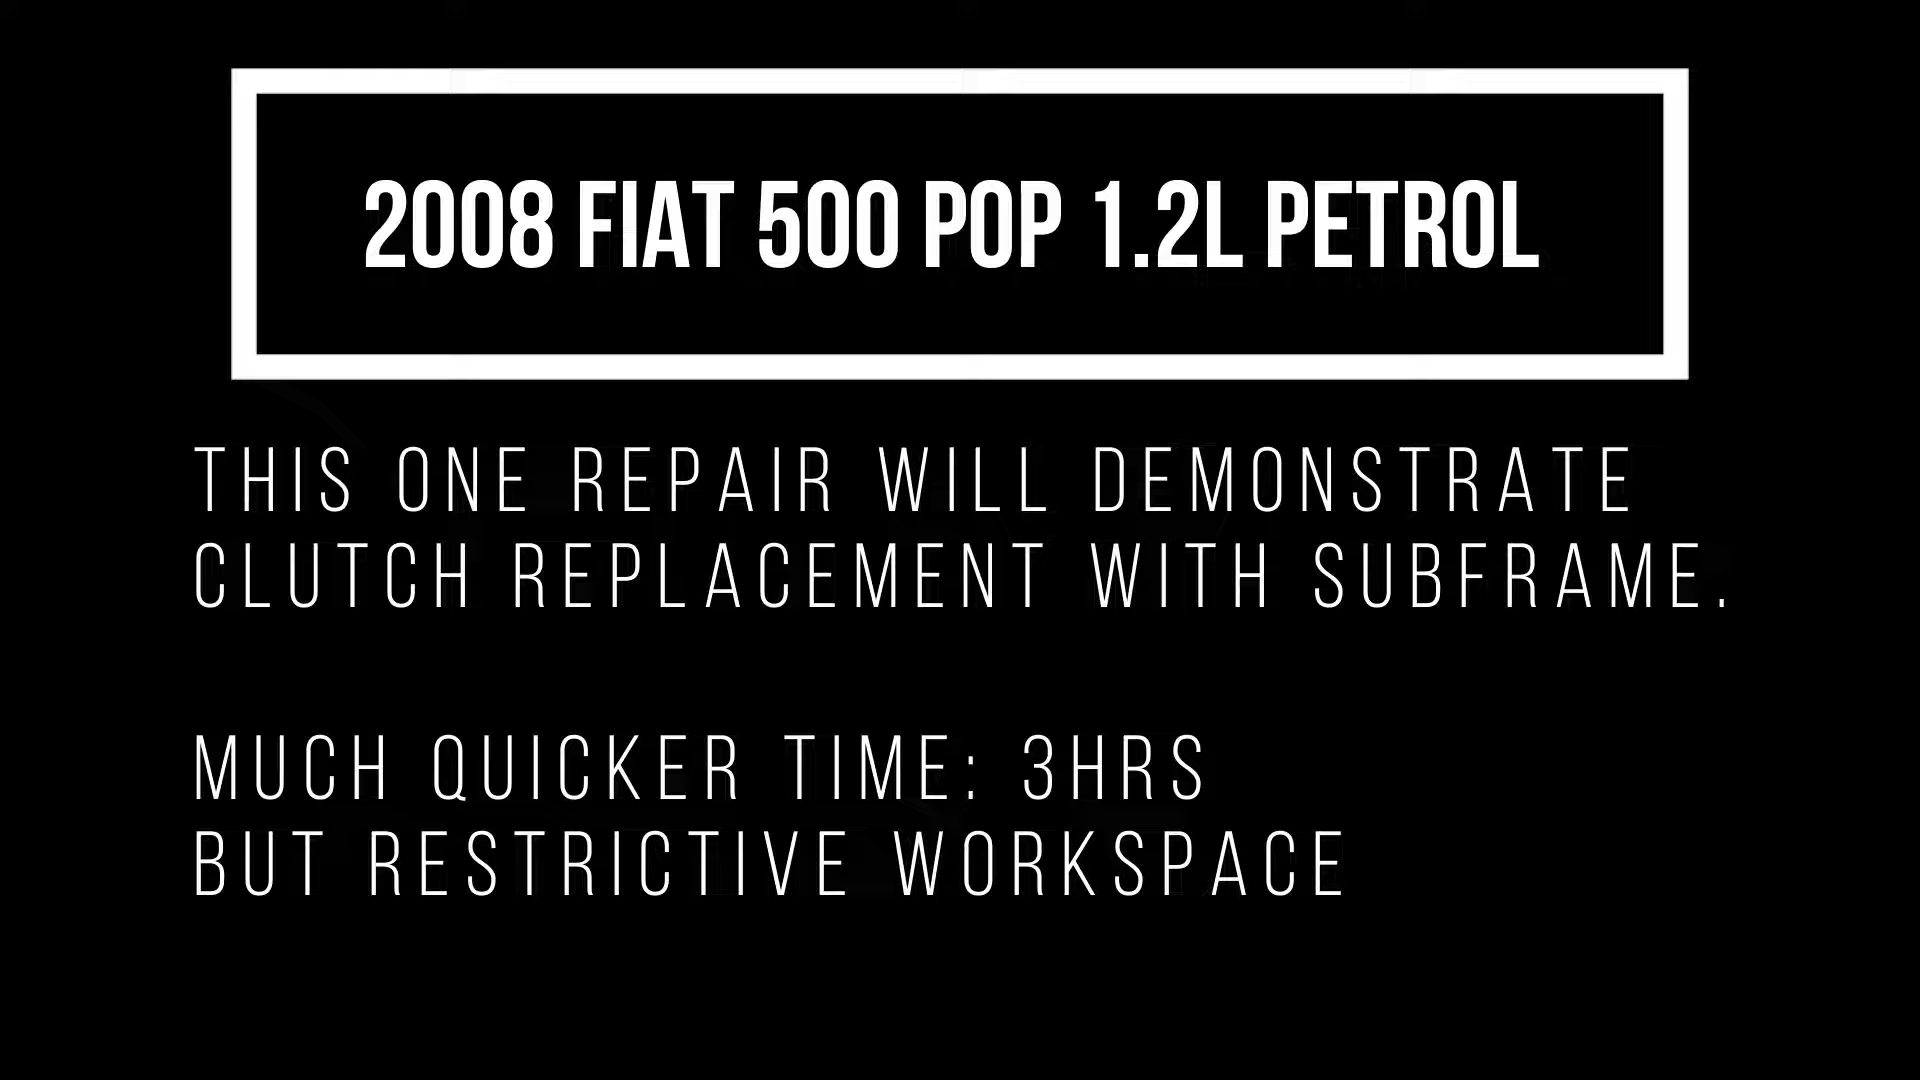 2008 FIAT 500 POP 1.2L PETROL
THIS ONE REPAIR WILL DEMONSTRATE
CLUTCH REPLACEMENT WITH SUBFRAME.
MUCH QUICKER TIME: 3HRS
BUT RESTRICTIVE WORKSPACE